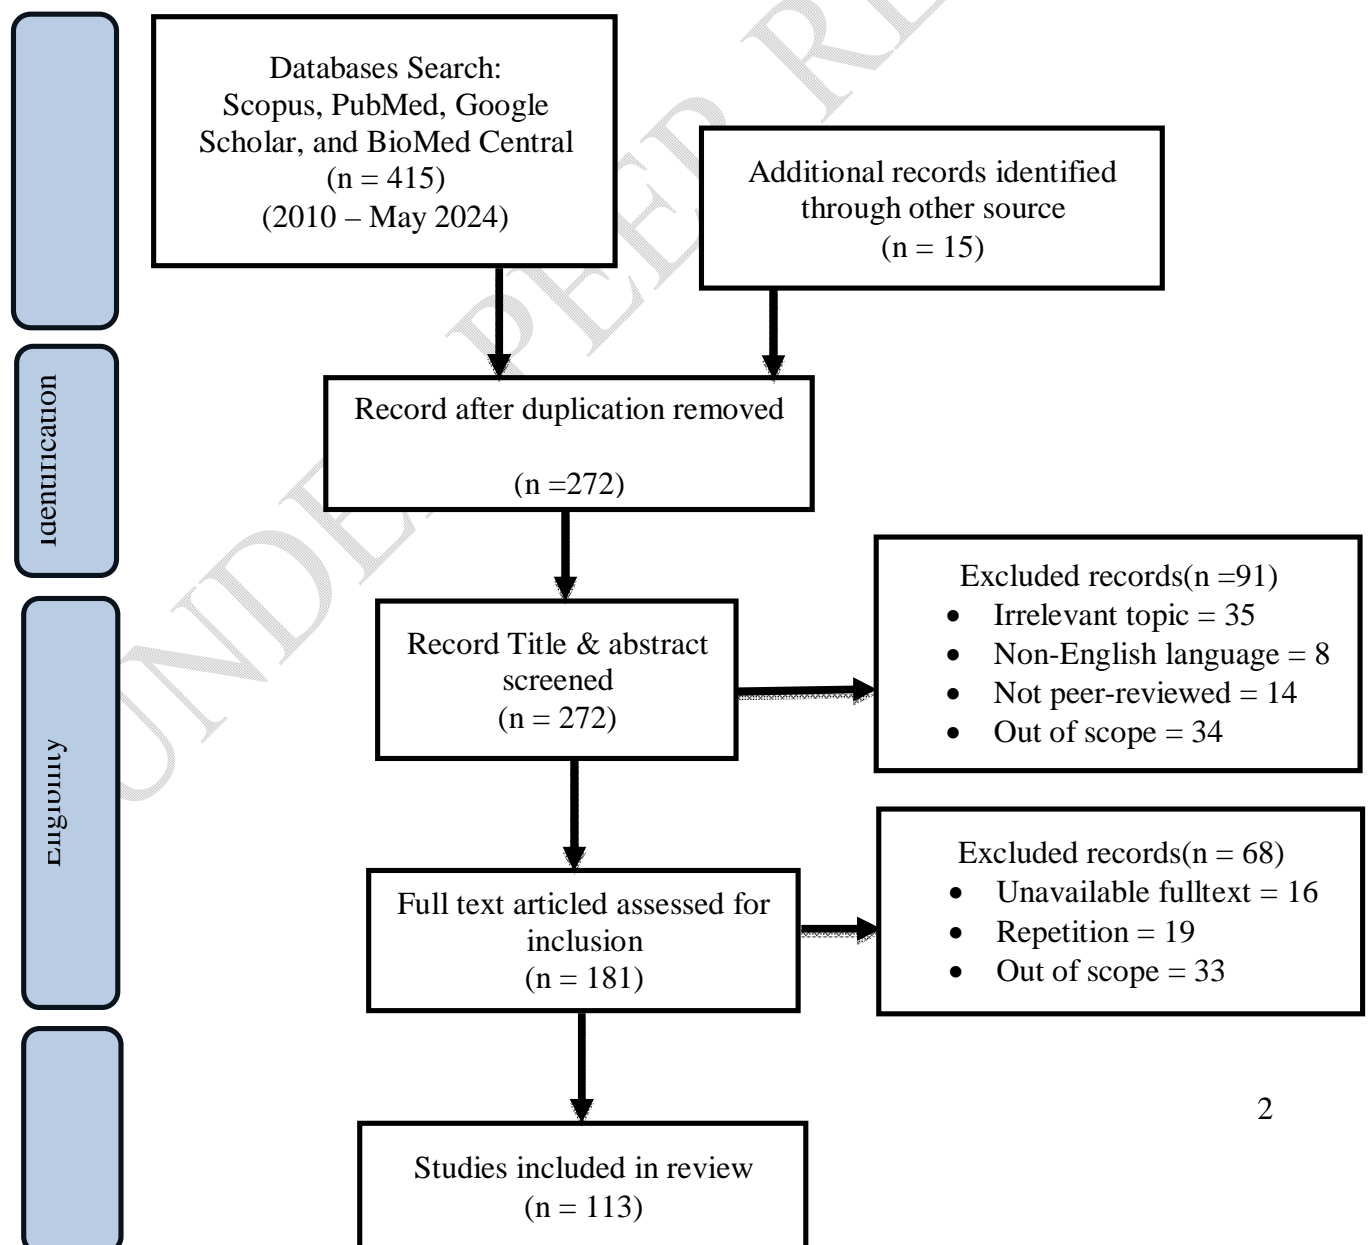 Databases Search:
Scopus, PubMed, Google
Scholar, and BioMed Central
(n = 415)
(2010 – May 2024)
Additional records identified
through other source
(n = 15)
Identification
Record after duplication removed
(n =272)
Excluded records(n =91)
• Irrelevant topic = 35
• Non-English language = 8
• Not peer-reviewed = 14
• Out of scope = 34
Record Title & abstract
screened
(n = 272)
Eligibility
Excluded records(n = 68)
• Unavailable fulltext = 16
• Repetition = 19
• Out of scope = 33
Full text articled assessed for
inclusion
(n = 181)
2
Studies included in review
(n = 113)
UNDER PEER RE